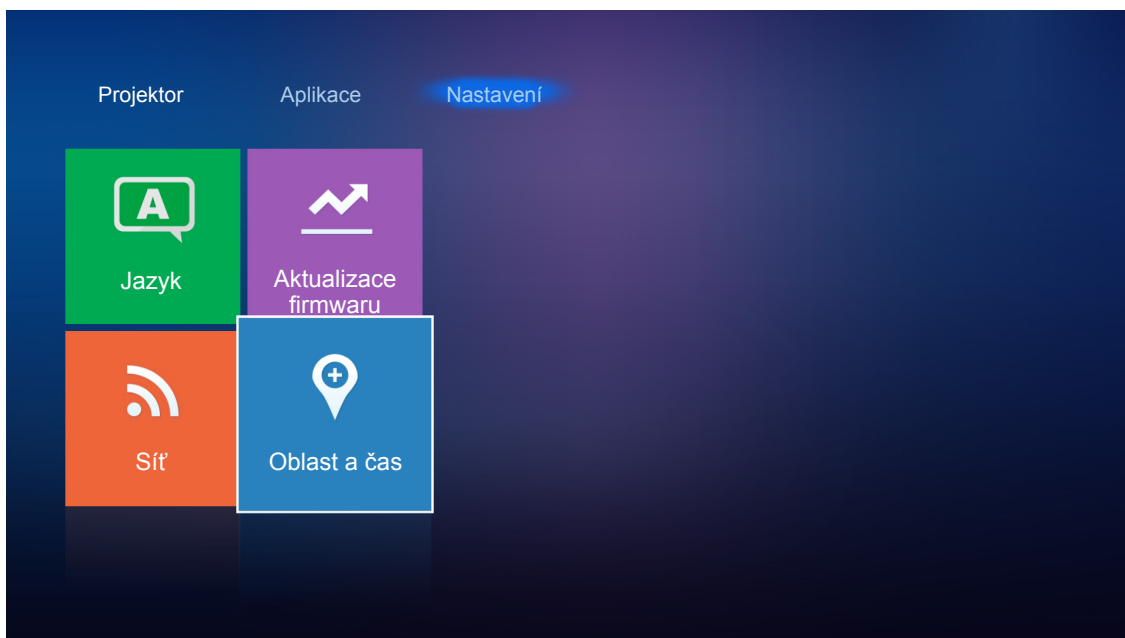 Projektor
Aplikace
Nastavení
A
Jazyk
Aktualizace
firmwaru
Síť
Oblast a čas